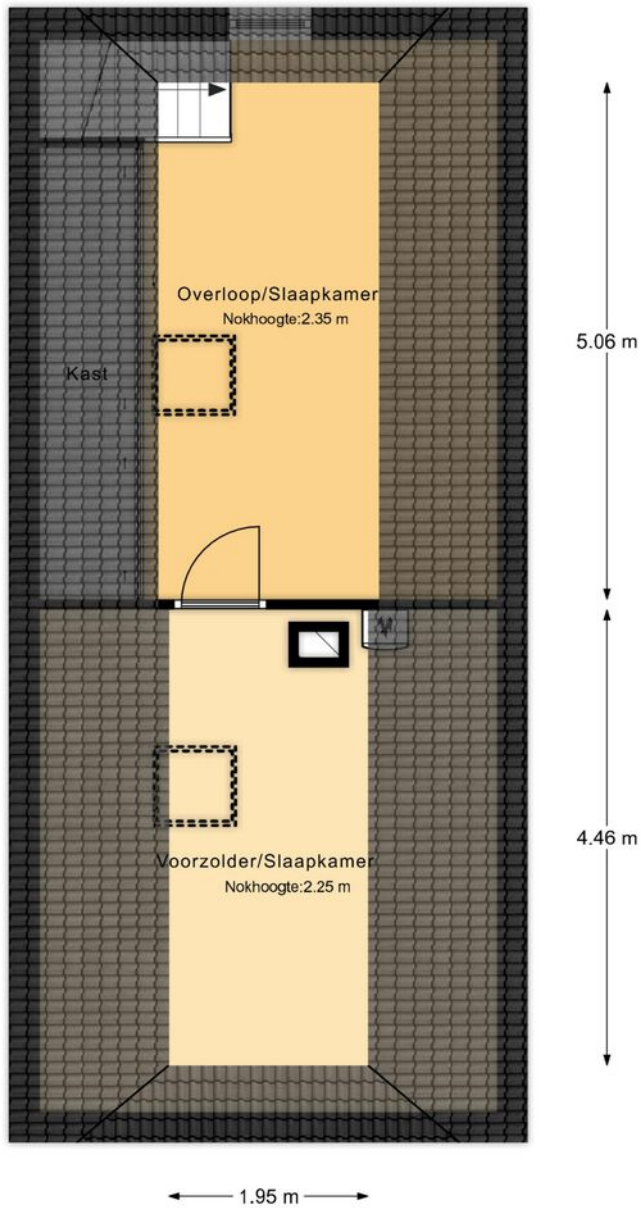 Overloop/Slaapkamer
Nokhoogte:2.35 m
5.06 m
Kast
4.46 m
Voorzolder/Slaapkamer
Nokhoogte:2.25 m
1.95 m